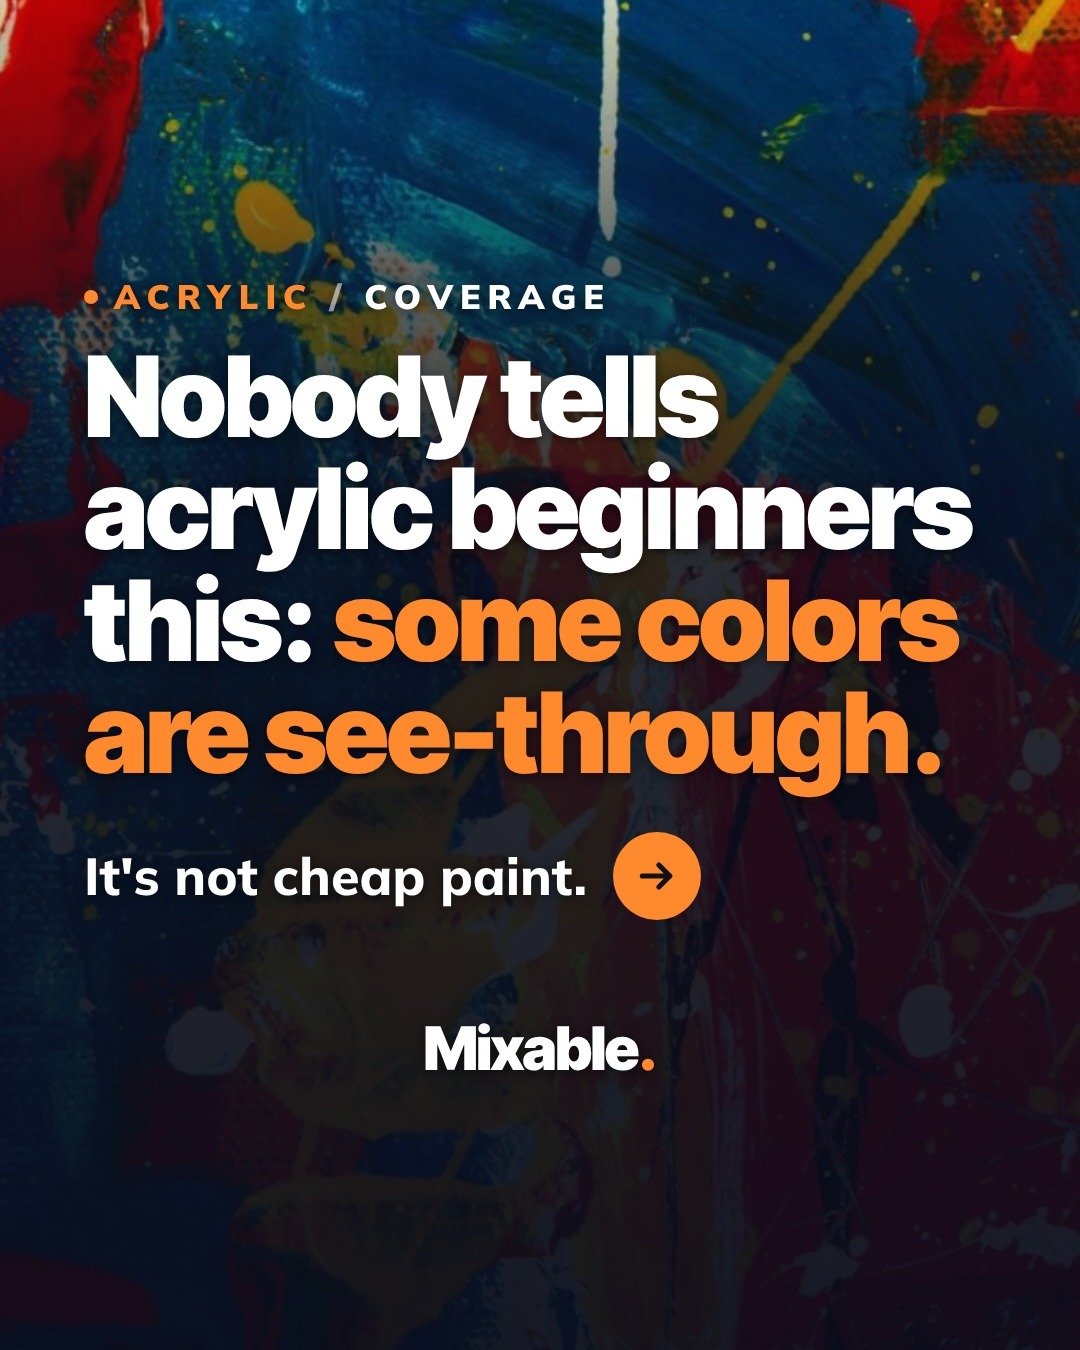 • ACRYLIC / COVERAGE
Nobody tells
acrylic beginners
this: some colors
are see-through.
It's not cheap paint.
Mixable.